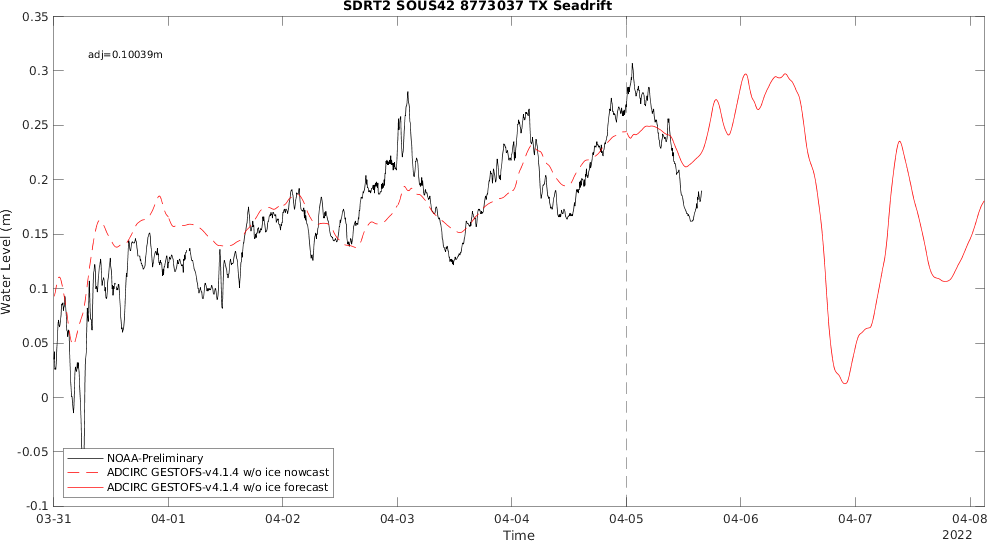 SDRT2 SOUS42 8773037 TX Seadrift
0.35
adj=0.10039m
0.3
0.25
0.2
0.15
0.1
0.05
0
-0.05
-0.1
Water Level (m)
NOAA-Preliminary
ADCIRC GESTOFS-v4.1.4 w/o ice nowcast
ADCIRC GESTOFS-v4.1.4 w/o ice forecast
03-31 04-01 04-02 04-03 04-04 04-05 04-06 04-07 04-08
Time
2022